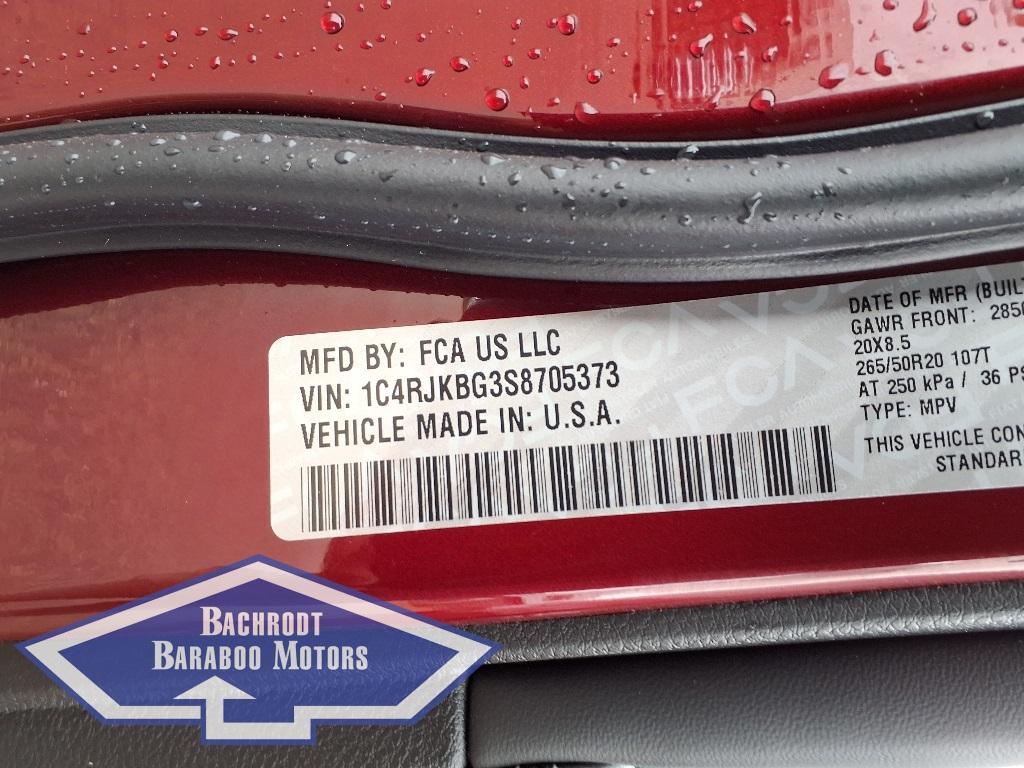 MFD BY: FCA US LLC
VIN: 1C4RJKBG3S8705373
VEHICLE MADE IN: U.S.A.
DATE OF MFR (BUILT
GAWR FRONT: 285
20X8.5
265/50R20 107T
AT 250 kPa / 36 PS
TYPE: MPV
THIS VEHICLE CON
STANDAR
BACHRODT
BARABOO MOTORS